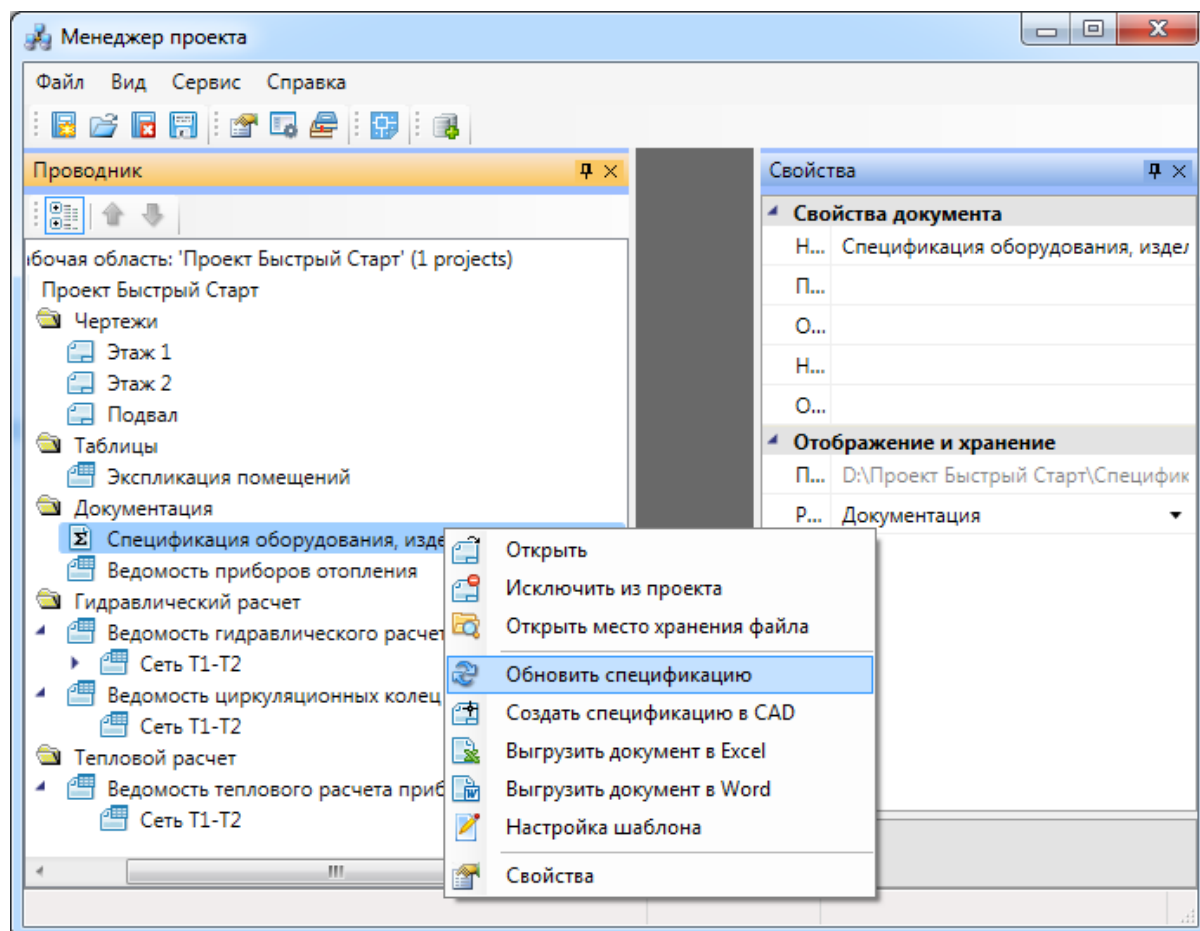 Менеджер проекта
Файл Вид Сервис Справка
Проводник
бочая область: 'Проект Быстрый Старт' (1 projects)
Проект Быстрый Старт
Чертежи
Этаж 1
Этаж 2
Подвал
Таблицы
Экспликация помещений
Документация
Спецификация оборудования, изде
Ведомость приборов отопления
Гидравлический расчет
Ведомость гидравлического расчет
Сеть Т1-Т2
Ведомость циркуляционных колец
Сеть Т1-Т2
Тепловой расчет
Ведомость теплового расчета приб
Сеть Т1-Т2
Открыть
Исключить из проекта
Открыть место хранения файла
Обновить спецификацию
Создать спецификацию в CAD
Выгрузить документ в Excel
Выгрузить документ в Word
Настройка шаблона
Свойства
Свойства
Свойства документа
Н... Спецификация оборудования, издел
П...
О...
Н...
О...
Отображение и хранение
П... D:\Проект Быстрый Старт\Специфик
Р... Документация